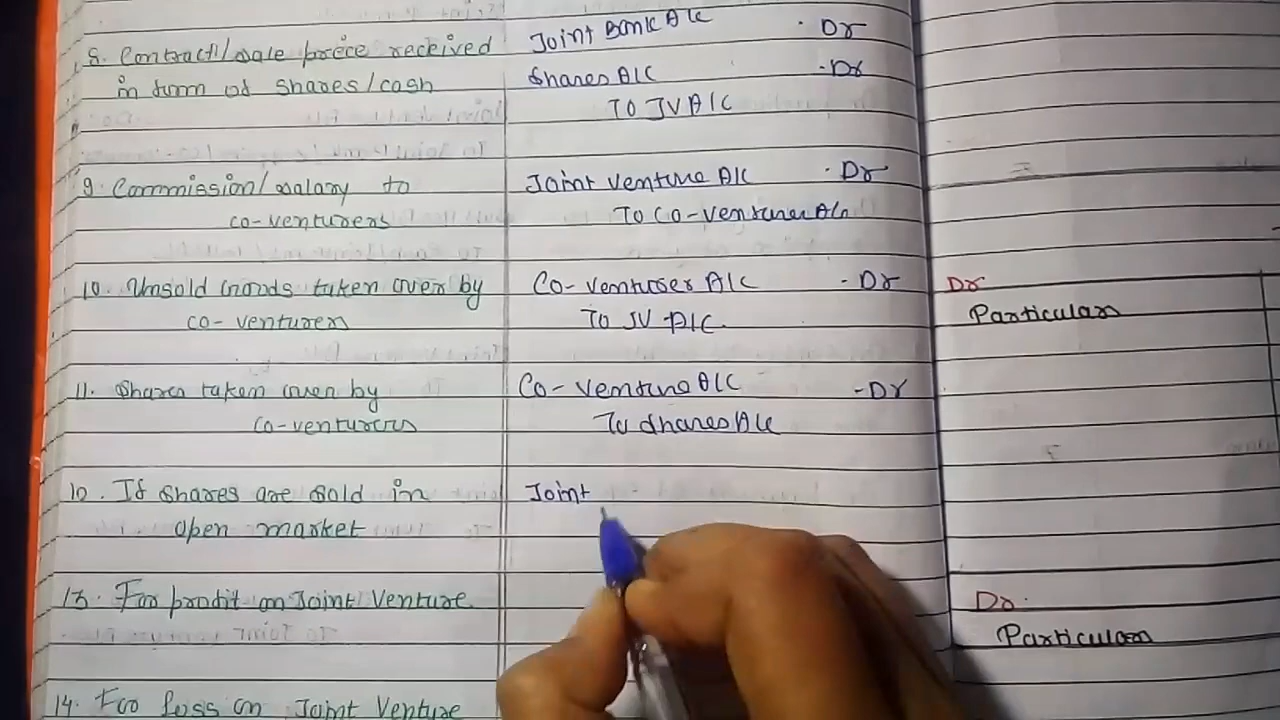 8. Contract/sale price received
in form of shares/cash
Joint Bank A/c . Dr
Shares A/c - Dr
To JV A/c
9. Commission/salary to
co-venturers
Joint Venture A/c . Dr
To Co-Venturer A/c
10. Unsold Goods taken over by
co-venturers
Co-Venturer A/c - Dr
To JV A/c.
11. Shares taken over by
co-venturers
Co-Venture A/c - Dr
To Shares A/c
12. If Shares are sold in
open market
Joint
13. For profit on Joint Venture.
14. For Loss on Joint Venture
Dr
Particulars
Dr.
Particulars